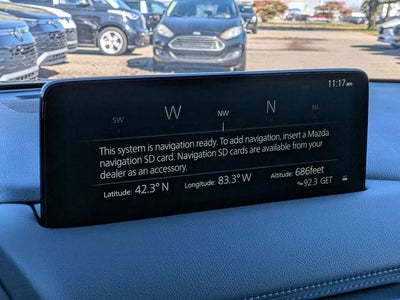 11:17am
SW W NW N NE
This system is navigation ready. To add navigation, insert a Mazda
navigation SD card. Navigation SD cards are available from your
dealer as an accessory.
Latitude: 42.3° N Longitude: 83.3° W Altitude: 686feet
92.3 GET